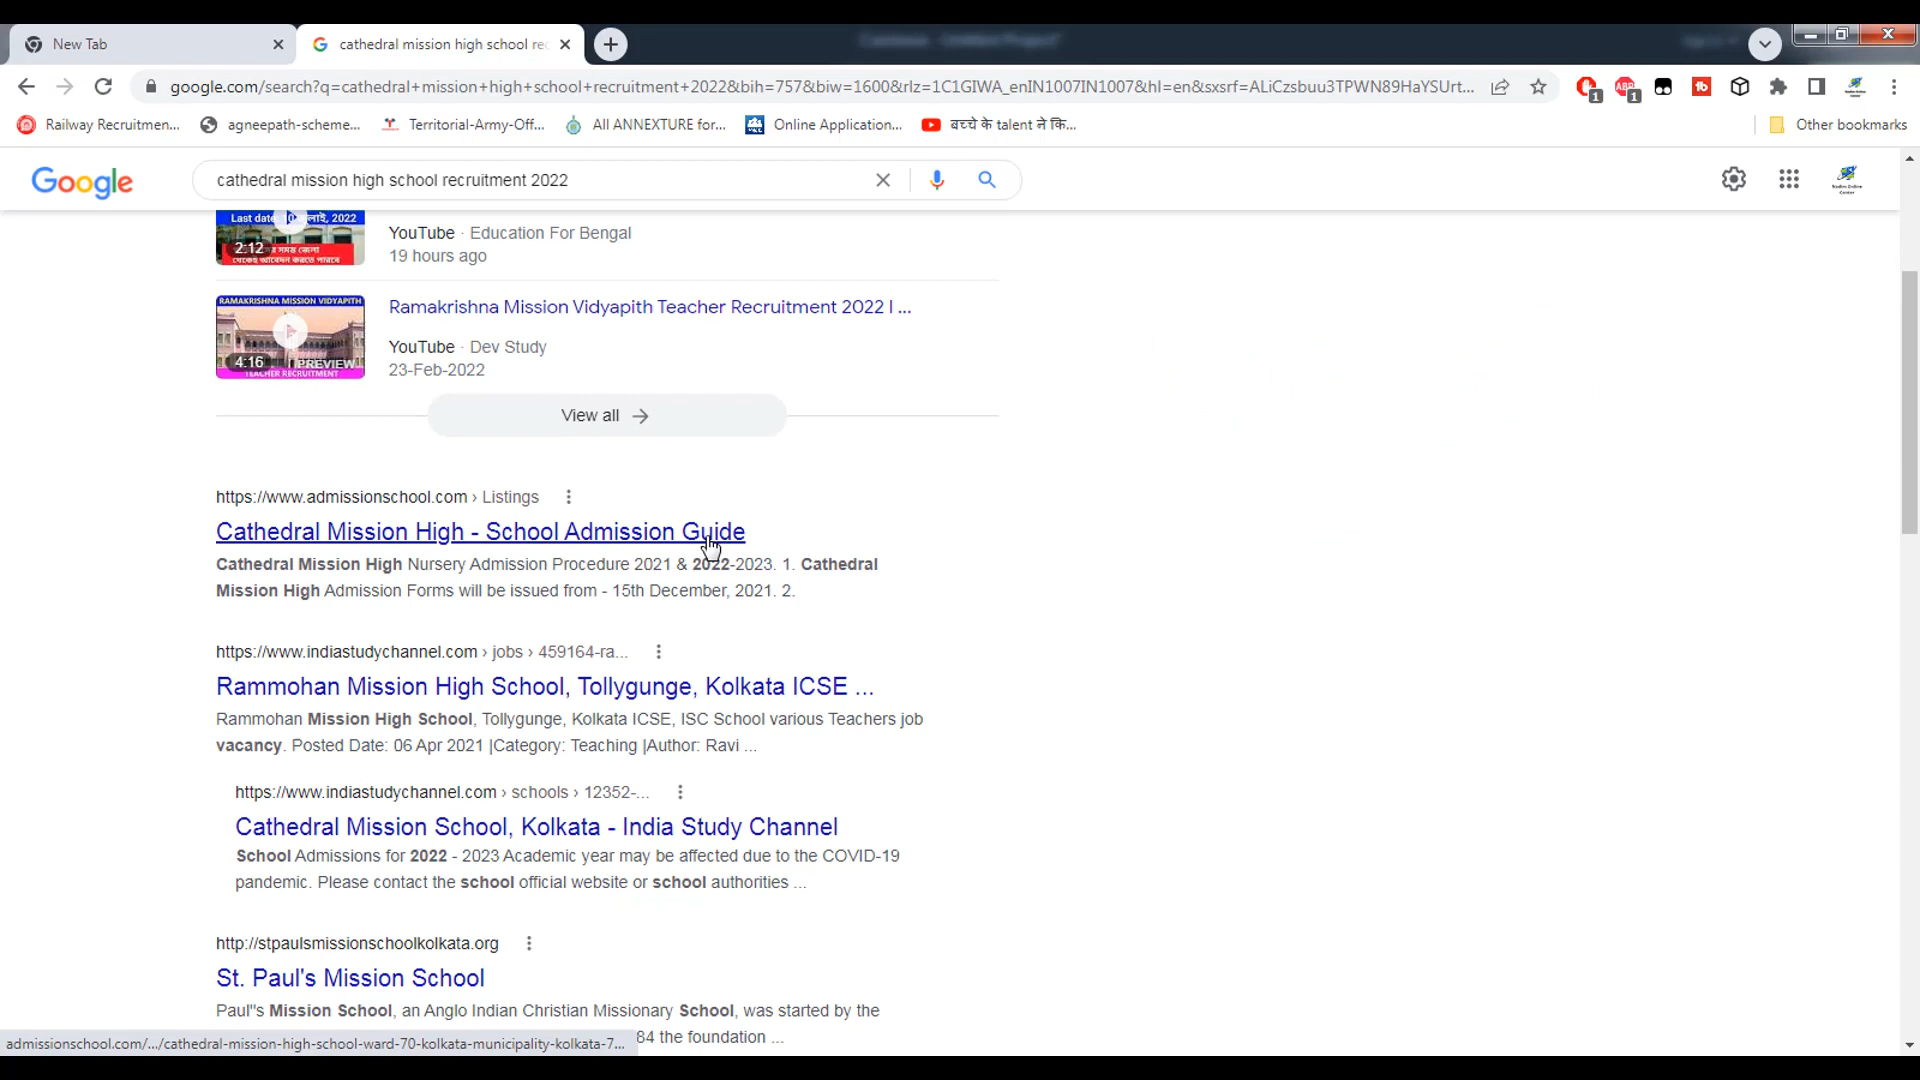 New Tab
cathedral mission high school rec
google.com/search?q=cathedral+mission+high+school+recruitment+2022&bih=757&biw=1600&rlz=1C1GIWA_enIN1007IN1007&hl=en&sxsrf=ALiCzsbuu3TPWN89HaYSUrt...
1
ABP
1
tb
Railway Recruitmen...
agneepath-scheme...
Territorial-Army-Off...
All ANNEXTURE for...
Online Application...
बच्चे के talent ने कि...
Other bookmarks
Google
cathedral mission high school recruitment 2022
Last date
2022
2:12
YouTube · Education For Bengal
19 hours ago
RAMAKRISHNA MISSION VIDYAPITH
4:16
PREVIEW
TEACHER RECRUITMENT
Ramakrishna Mission Vidyapith Teacher Recruitment 2022 I ...
YouTube · Dev Study
23-Feb-2022
View all →
https://www.admissionschool.com › Listings
Cathedral Mission High - School Admission Guide
Cathedral Mission High Nursery Admission Procedure 2021 & 2022-2023. 1. Cathedral
Mission High Admission Forms will be issued from - 15th December, 2021. 2.
https://www.indiastudychannel.com › jobs › 459164-ra...
Rammohan Mission High School, Tollygunge, Kolkata ICSE ...
Rammohan Mission High School, Tollygunge, Kolkata ICSE, ISC School various Teachers job
vacancy. Posted Date: 06 Apr 2021 |Category: Teaching |Author: Ravi ...
https://www.indiastudychannel.com › schools › 12352-...
Cathedral Mission School, Kolkata - India Study Channel
School Admissions for 2022 - 2023 Academic year may be affected due to the COVID-19
pandemic. Please contact the school official website or school authorities ...
http://stpaulsmissionschoolkolkata.org
St. Paul's Mission School
Paul"s Mission School, an Anglo Indian Christian Missionary School, was started by the
84 the foundation ...
admissionschool.com/.../cathedral-mission-high-school-ward-70-kolkata-municipality-kolkata-7...